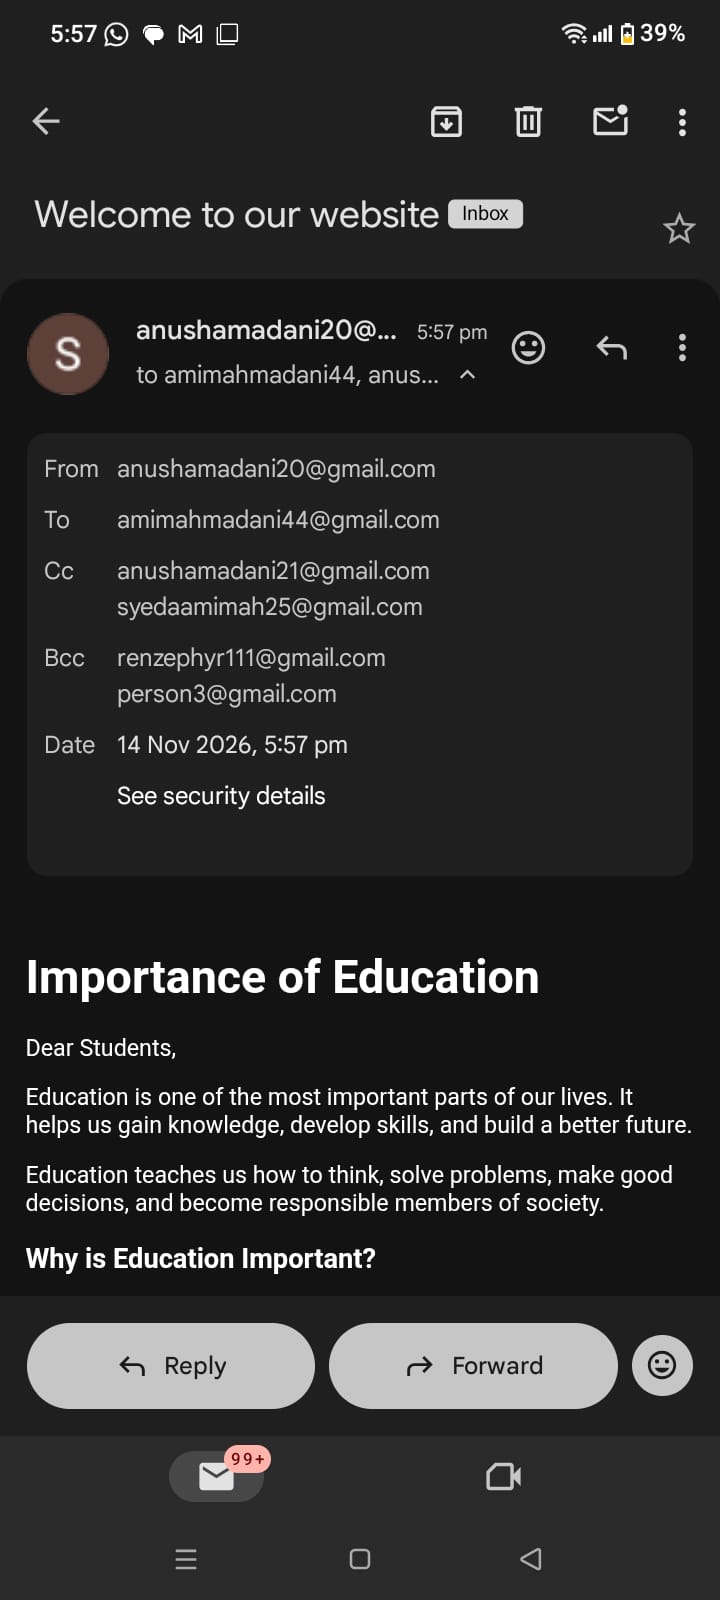 5:57 39%
Welcome to our website Inbox
S
anushamadani20@... 5:57 pm
to amimahmadani44, anus...
From anushamadani20@gmail.com
To amimahmadani44@gmail.com
Cc anushamadani21@gmail.com
syedaamimah25@gmail.com
Bcc renzephyr111@gmail.com
person3@gmail.com
Date 14 Nov 2026, 5:57 pm
See security details
Importance of Education
Dear Students,
Education is one of the most important parts of our lives. It
helps us gain knowledge, develop skills, and build a better future.
Education teaches us how to think, solve problems, make good
decisions, and become responsible members of society.
Why is Education Important?
Reply Forward
99+